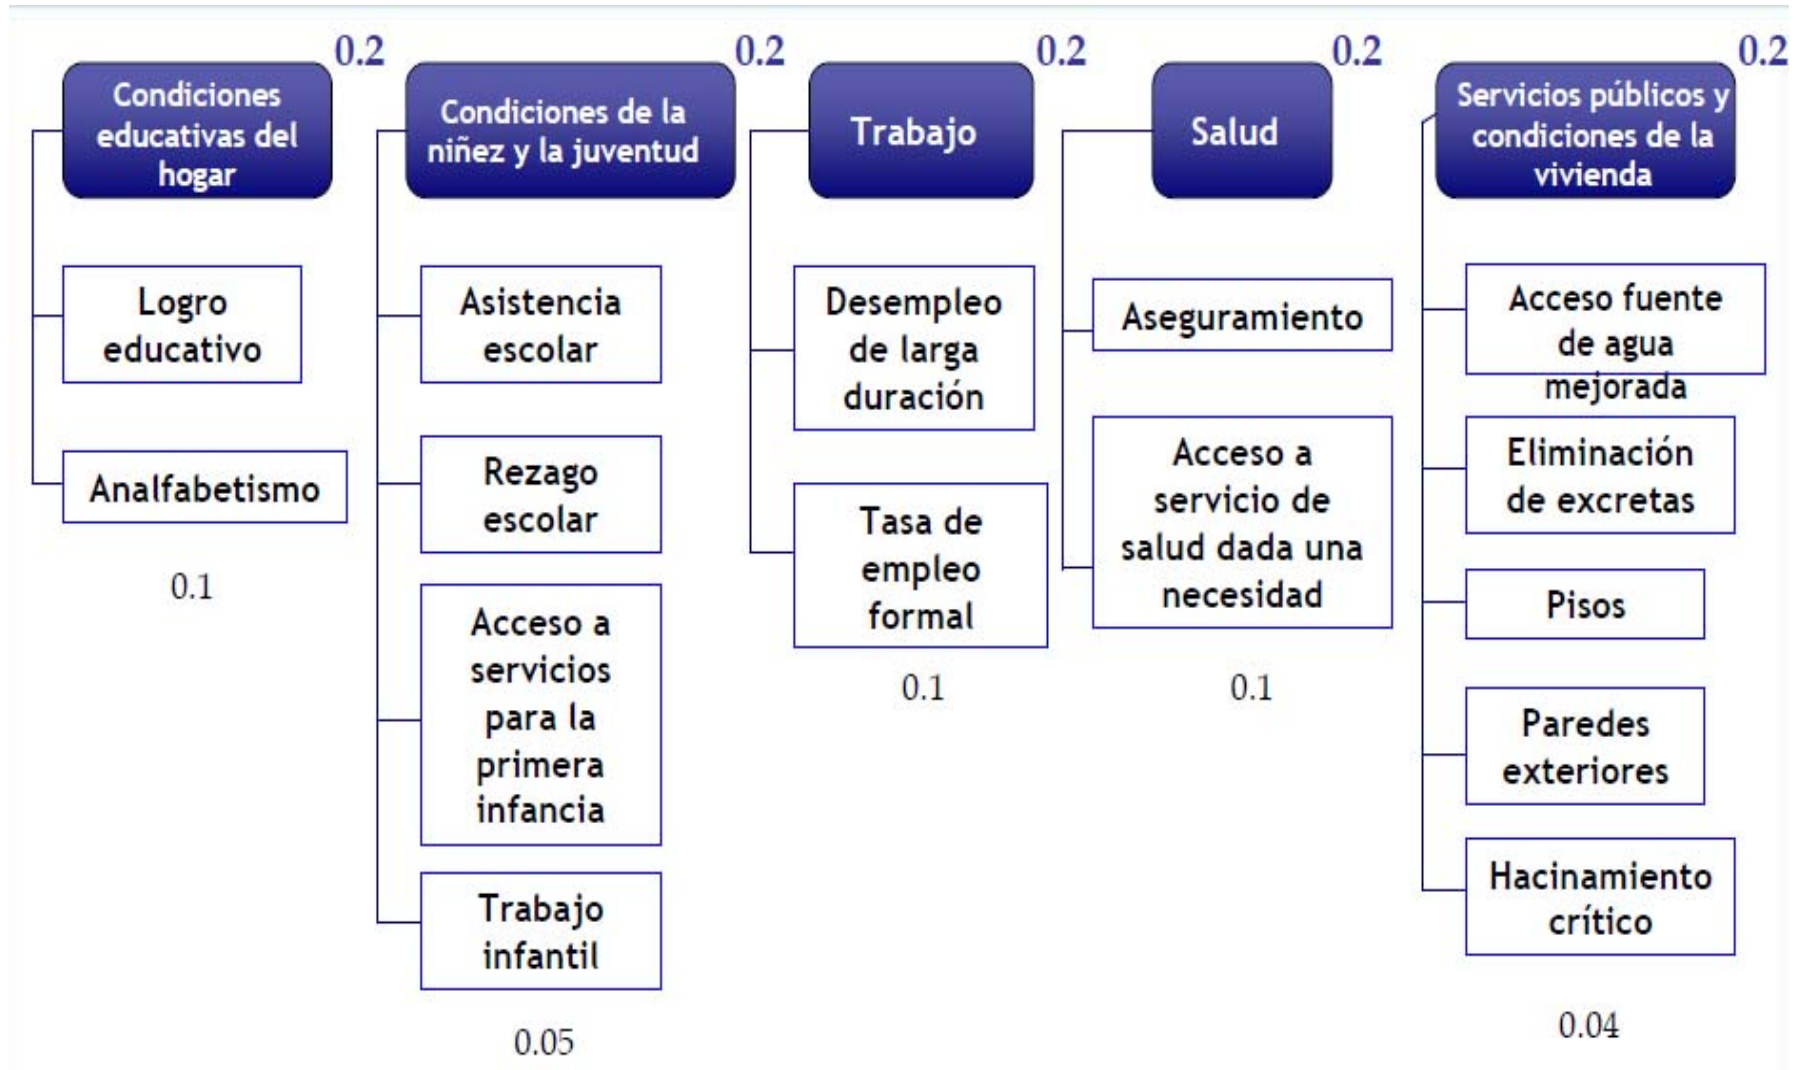 0.2
Condiciones
educativas del
hogar
Logro
educativo
Analfabetismo
0.1
0.2
Condiciones de la
niñez y la juventud
Asistencia
escolar
Rezago
escolar
Acceso a
servicios
para la
primera
infancia
Trabajo
infantil
0.05
0.2
Trabajo
Desempleo
de larga
duración
Tasa de
empleo
formal
0.1
0.2
Salud
Aseguramiento
Acceso a
servicio de
salud dada una
necesidad
0.1
0.2
Servicios públicos y
condiciones de la
vivienda
Acceso fuente
de agua
mejorada
Eliminación
de excretas
Pisos
Paredes
exteriores
Hacinamiento
crítico
0.04